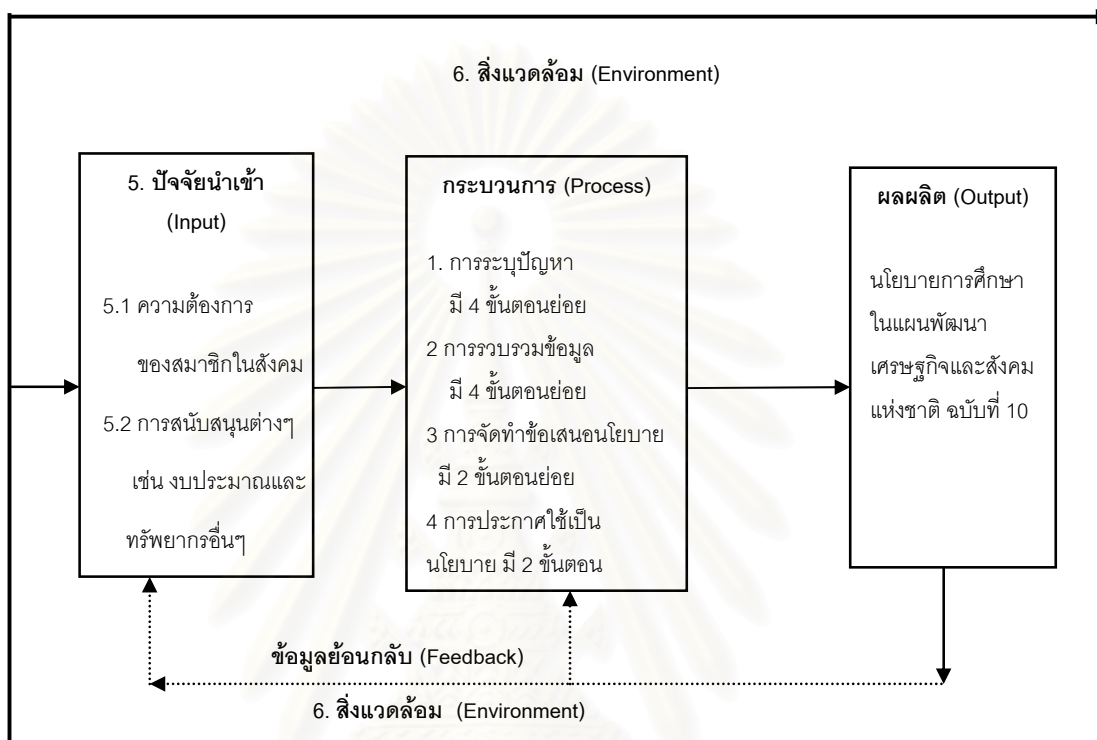 6. สิ่งแวดล้อม (Environment)
5. ปัจจัยนำเข้า
(Input)
5.1 ความต้องการ
ของสมาชิกในสังคม
5.2 การสนับสนุนต่างๆ
เช่น งบประมาณและ
ทรัพยากรอื่นๆ
กระบวนการ (Process)
1. การระบุปัญหา
มี 4 ขั้นตอนย่อย
2 การรวบรวมข้อมูล
มี 4 ขั้นตอนย่อย
3 การจัดทำข้อเสนอนโยบาย
มี 2 ขั้นตอนย่อย
4 การประกาศใช้เป็น
นโยบาย มี 2 ขั้นตอน
ผลผลิต (Output)
นโยบายการศึกษา
ในแผนพัฒนา
เศรษฐกิจและสังคม
แห่งชาติ ฉบับที่ 10
ข้อมูลย้อนกลับ (Feedback)
6. สิ่งแวดล้อม (Environment)